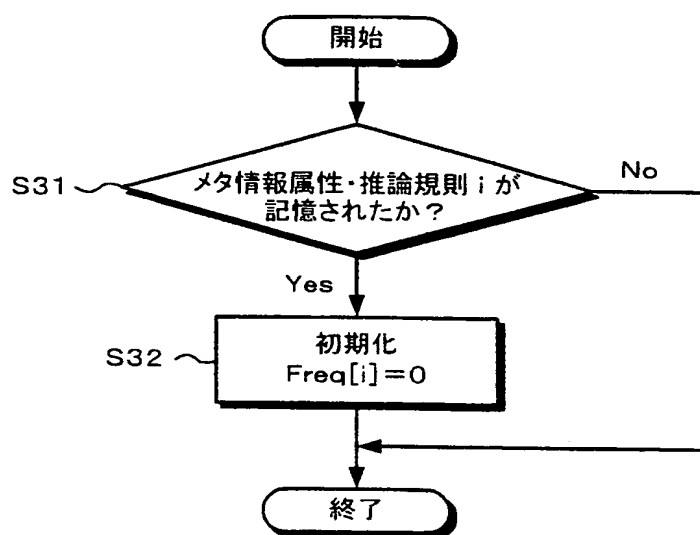 開始
S31
メタ情報属性・推論規則 i が
記憶されたか?
No
Yes
S32
初期化
Freq[i]=0
終了